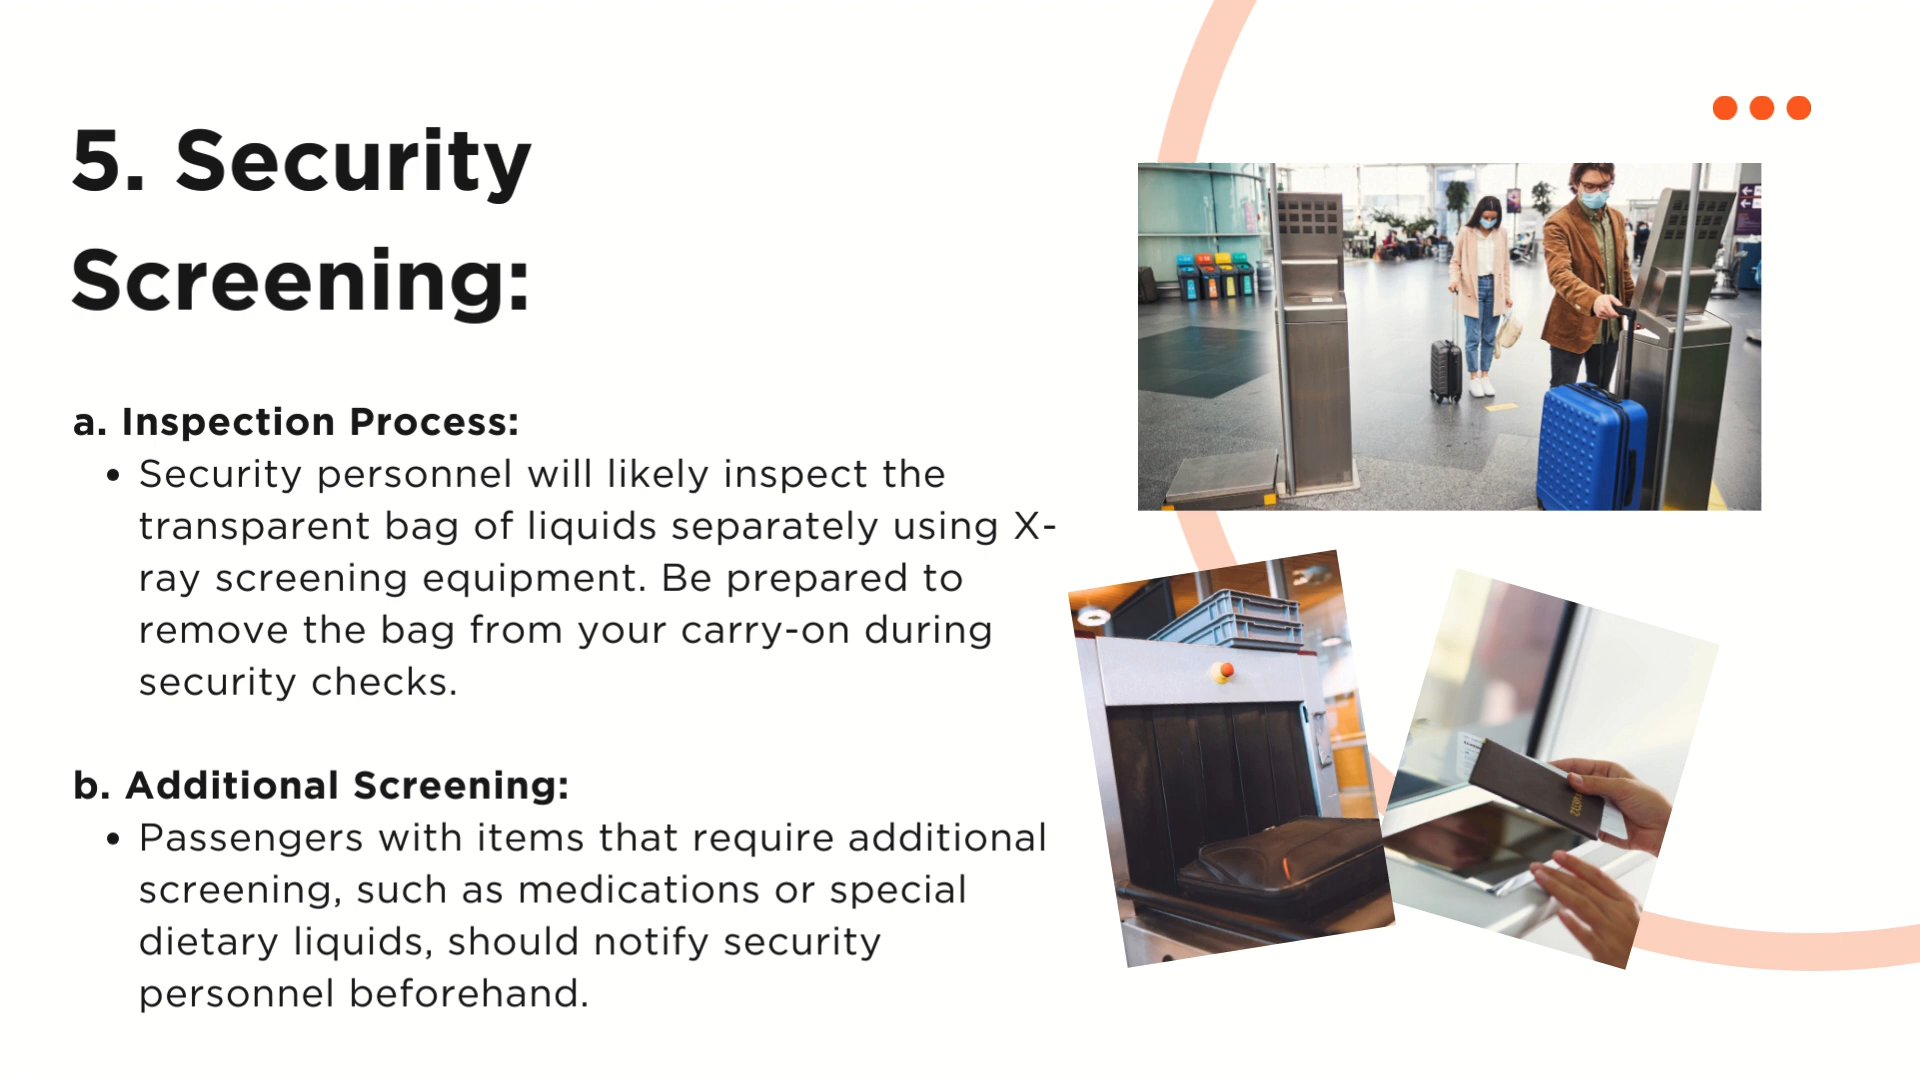 5. Security
Screening:
a. Inspection Process:
• Security personnel will likely inspect the
transparent bag of liquids separately using X-
ray screening equipment. Be prepared to
remove the bag from your carry-on during
security checks.
b. Additional Screening:
• Passengers with items that require additional
screening, such as medications or special
dietary liquids, should notify security
personnel beforehand.